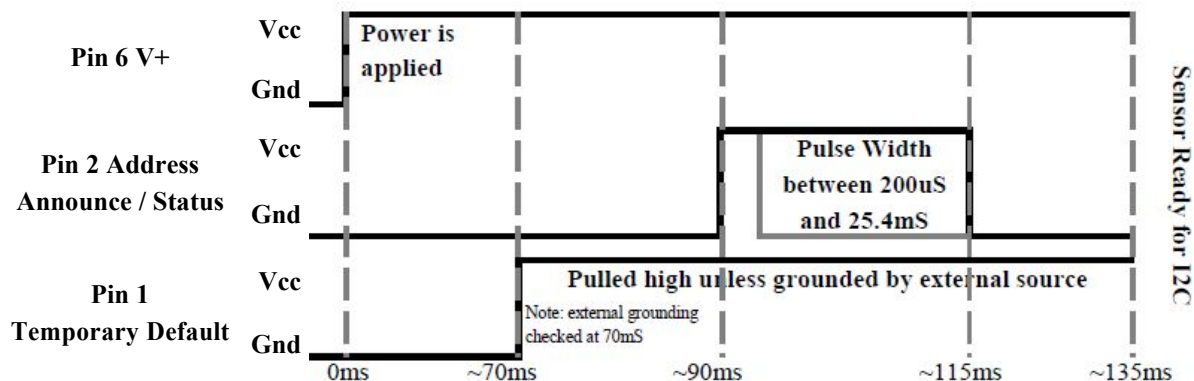 Pin 6 V+
Vcc
Gnd
Power is
applied
Pin 2 Address
Announce / Status
Vcc
Gnd
Pulse Width
between 200uS
and 25.4mS
Pin 1
Temporary Default
Vcc
Gnd
Pulled high unless grounded by external source
Note: external grounding
checked at 70mS
0ms
~70ms
~90ms
~115ms
~135ms
Sensor Ready for I2C